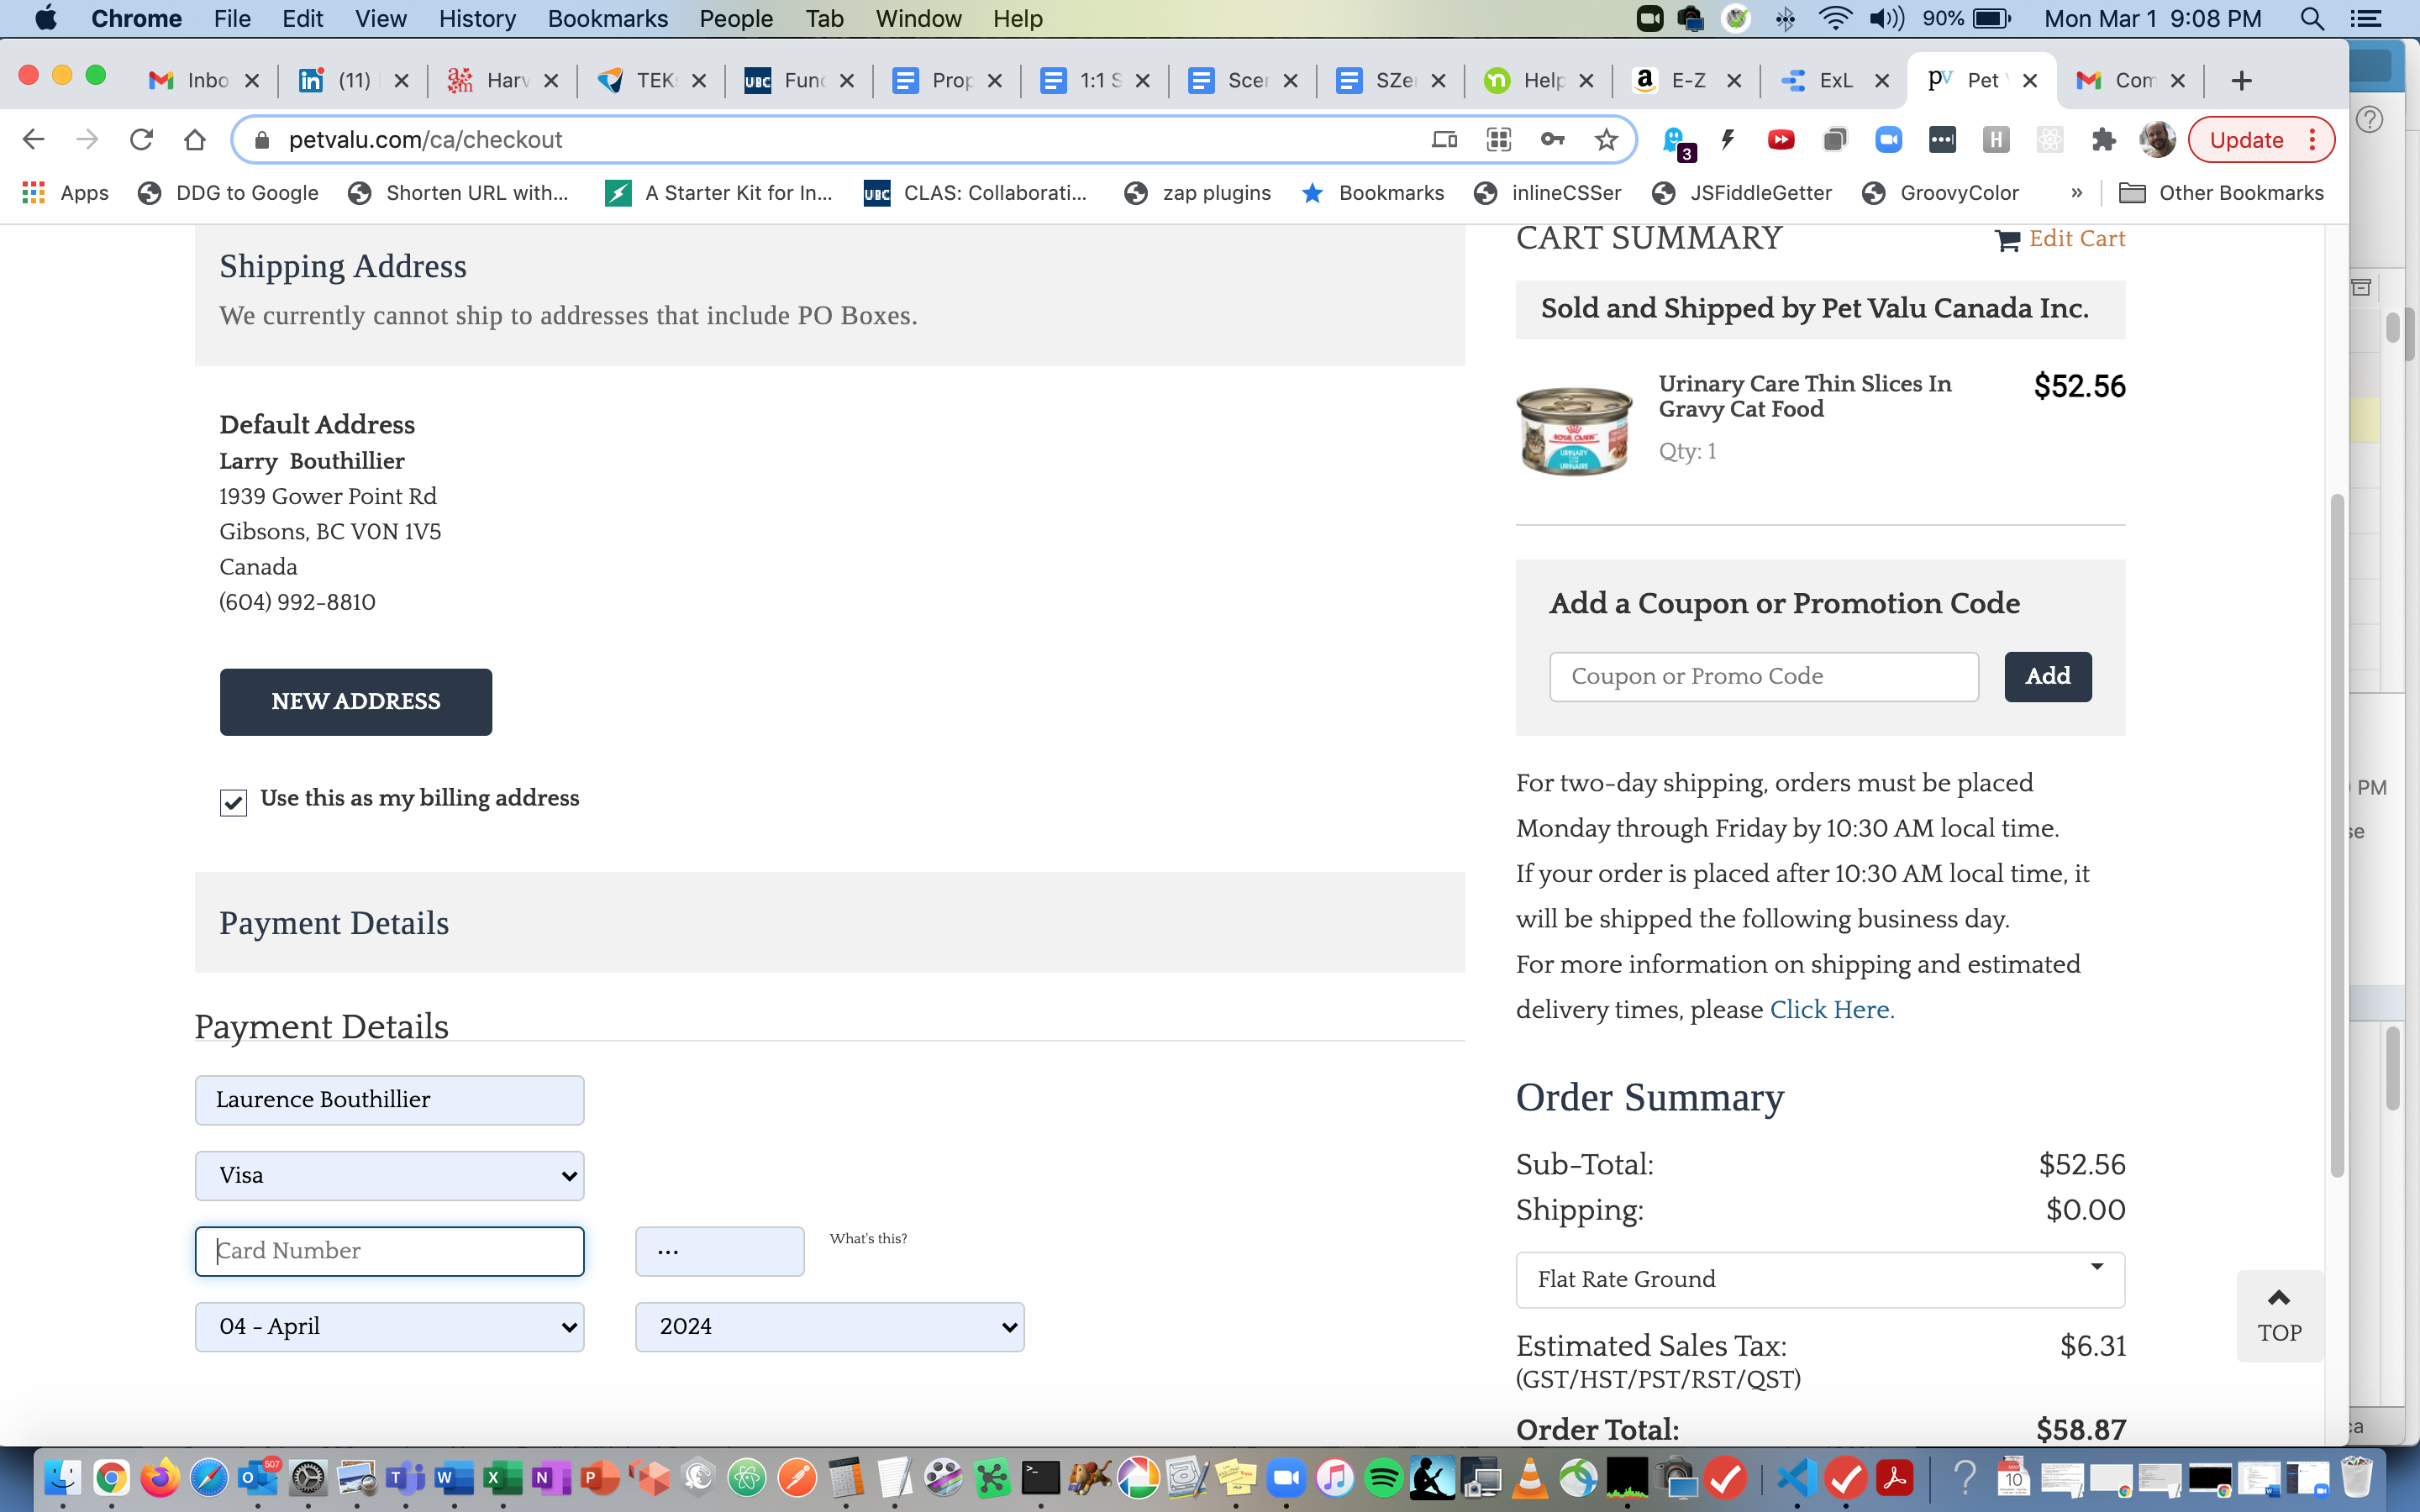 Chrome File Edit View History Bookmarks People Tab Window Help 90% Mon Mar 1 9:08 PM
Inbo (11) Harv TEK Func Prop 1:1 S Scer SZer Help E-Z ExL Pet Com
petvalu.com/ca/checkout 3 Update
Apps DDG to Google Shorten URL with... A Starter Kit for In... CLAS: Collaborati... zap plugins Bookmarks inlineCSSer JSFiddleGetter GroovyColor » Other Bookmarks
Shipping Address
We currently cannot ship to addresses that include PO Boxes.
Default Address
Larry Bouthillier
1939 Gower Point Rd
Gibsons, BC V0N 1V5
Canada
(604) 992-8810
NEW ADDRESS
Use this as my billing address
Payment Details
Payment Details
Laurence Bouthillier
Visa
Card Number
... What's this?
04 - April 2024
CART SUMMARY Edit Cart
Sold and Shipped by Pet Valu Canada Inc.
Urinary Care Thin Slices In $52.56
Gravy Cat Food
Qty: 1
ROYAL CANIN
URINARY
Add a Coupon or Promotion Code
Coupon or Promo Code Add
For two-day shipping, orders must be placed
Monday through Friday by 10:30 AM local time.
If your order is placed after 10:30 AM local time, it
will be shipped the following business day.
For more information on shipping and estimated
delivery times, please Click Here.
Order Summary
Sub-Total: $52.56
Shipping: $0.00
Flat Rate Ground
Estimated Sales Tax: $6.31
(GST/HST/PST/RST/QST)
Order Total: $58.87
TOP
PM
se
ca
507
10